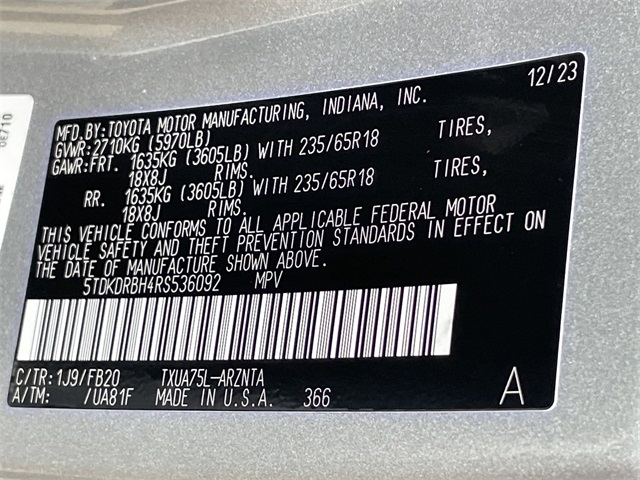 12/23
MFD.BY:TOYOTA MOTOR MANUFACTURING, INDIANA, INC.
GVWR:2710KG (5970LB)
GAWR:FRT. 1635KG (3605LB) WITH 235/65R18 TIRES,
18X8J RIMS.
RR. 1635KG (3605LB) WITH 235/65R18 TIRES,
18X8J RIMS.
THIS VEHICLE CONFORMS TO ALL APPLICABLE FEDERAL MOTOR
VEHICLE SAFETY AND THEFT PREVENTION STANDARDS IN EFFECT ON
THE DATE OF MANUFACTURE SHOWN ABOVE.
5TDKDRBH4RS536092 MPV
C/TR:1J9/FB20 TXUA75L-ARZNTA
A/TM: /UA81F MADE IN U.S.A. 366
A
0E710